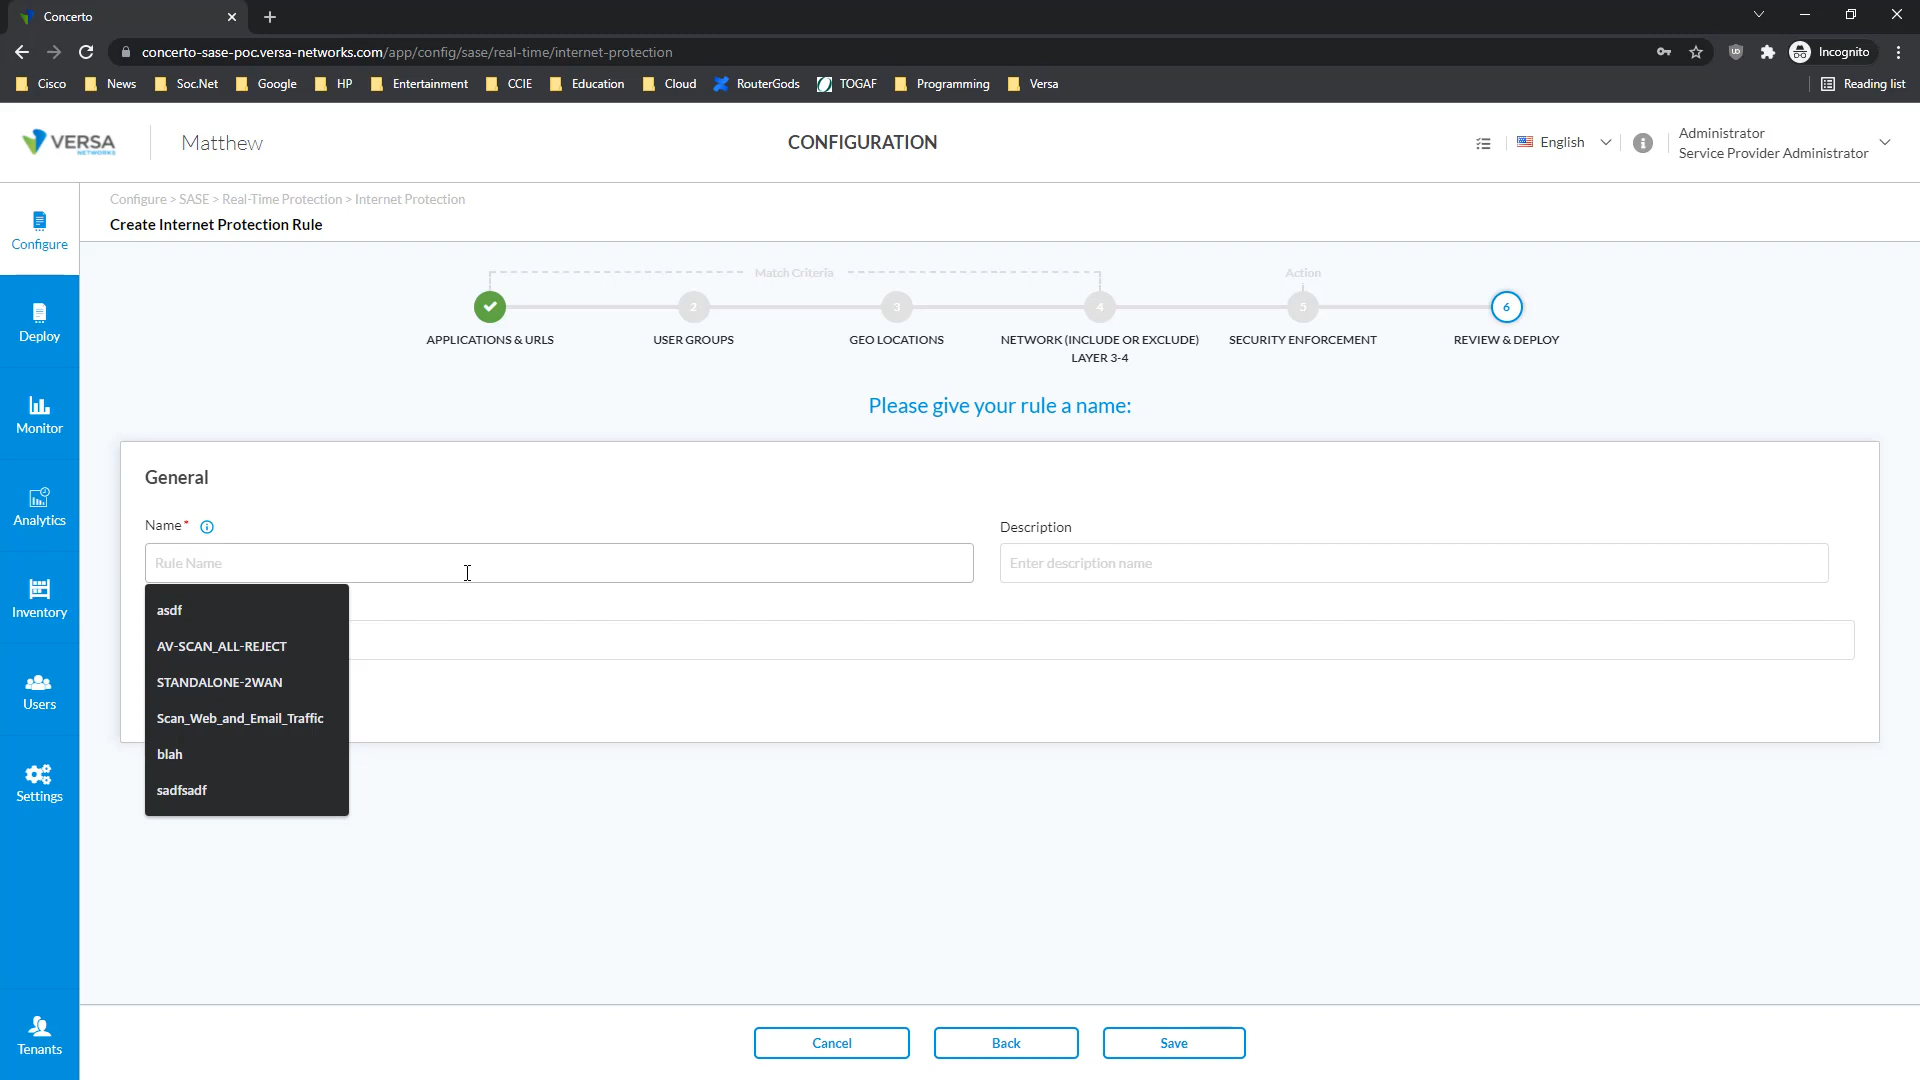 Concerto
concerto-sase-poc.versa-networks.com/app/config/sase/real-time/internet-protection
Incognito
Cisco News Soc.Net Google HP Entertainment CCIE Education Cloud RouterGods TOGAF Programming Versa Reading list
VERSA NETWORKS Matthew CONFIGURATION English
Administrator
Service Provider Administrator
Configure > SASE > Real-Time Protection > Internet Protection
Create Internet Protection Rule
Configure
Deploy
Monitor
Analytics
Inventory
Users
Settings
Tenants
Match Criteria Action
2 3 4 5 6
APPLICATIONS & URLS USER GROUPS GEO LOCATIONS NETWORK (INCLUDE OR EXCLUDE) SECURITY ENFORCEMENT REVIEW & DEPLOY
LAYER 3-4
Please give your rule a name:
General
Name* Description
Rule Name Enter description name
asdf
AV-SCAN_ALL-REJECT
STANDALONE-2WAN
Scan_Web_and_Email_Traffic
blah
sadfsadf
Cancel Back Save